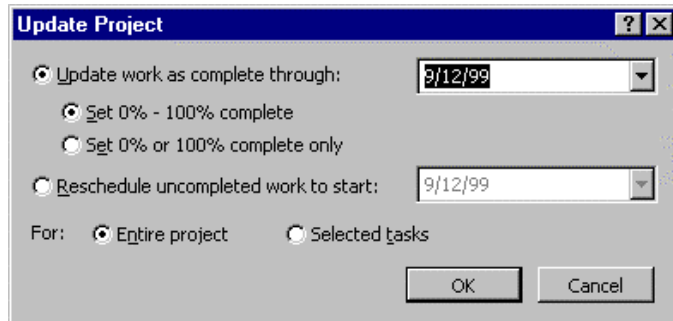 Update Project
Update work as complete through: 9/12/99
Set 0% - 100% complete
Set 0% or 100% complete only
Reschedule uncompleted work to start: 9/12/99
For: Entire project Selected tasks
OK Cancel